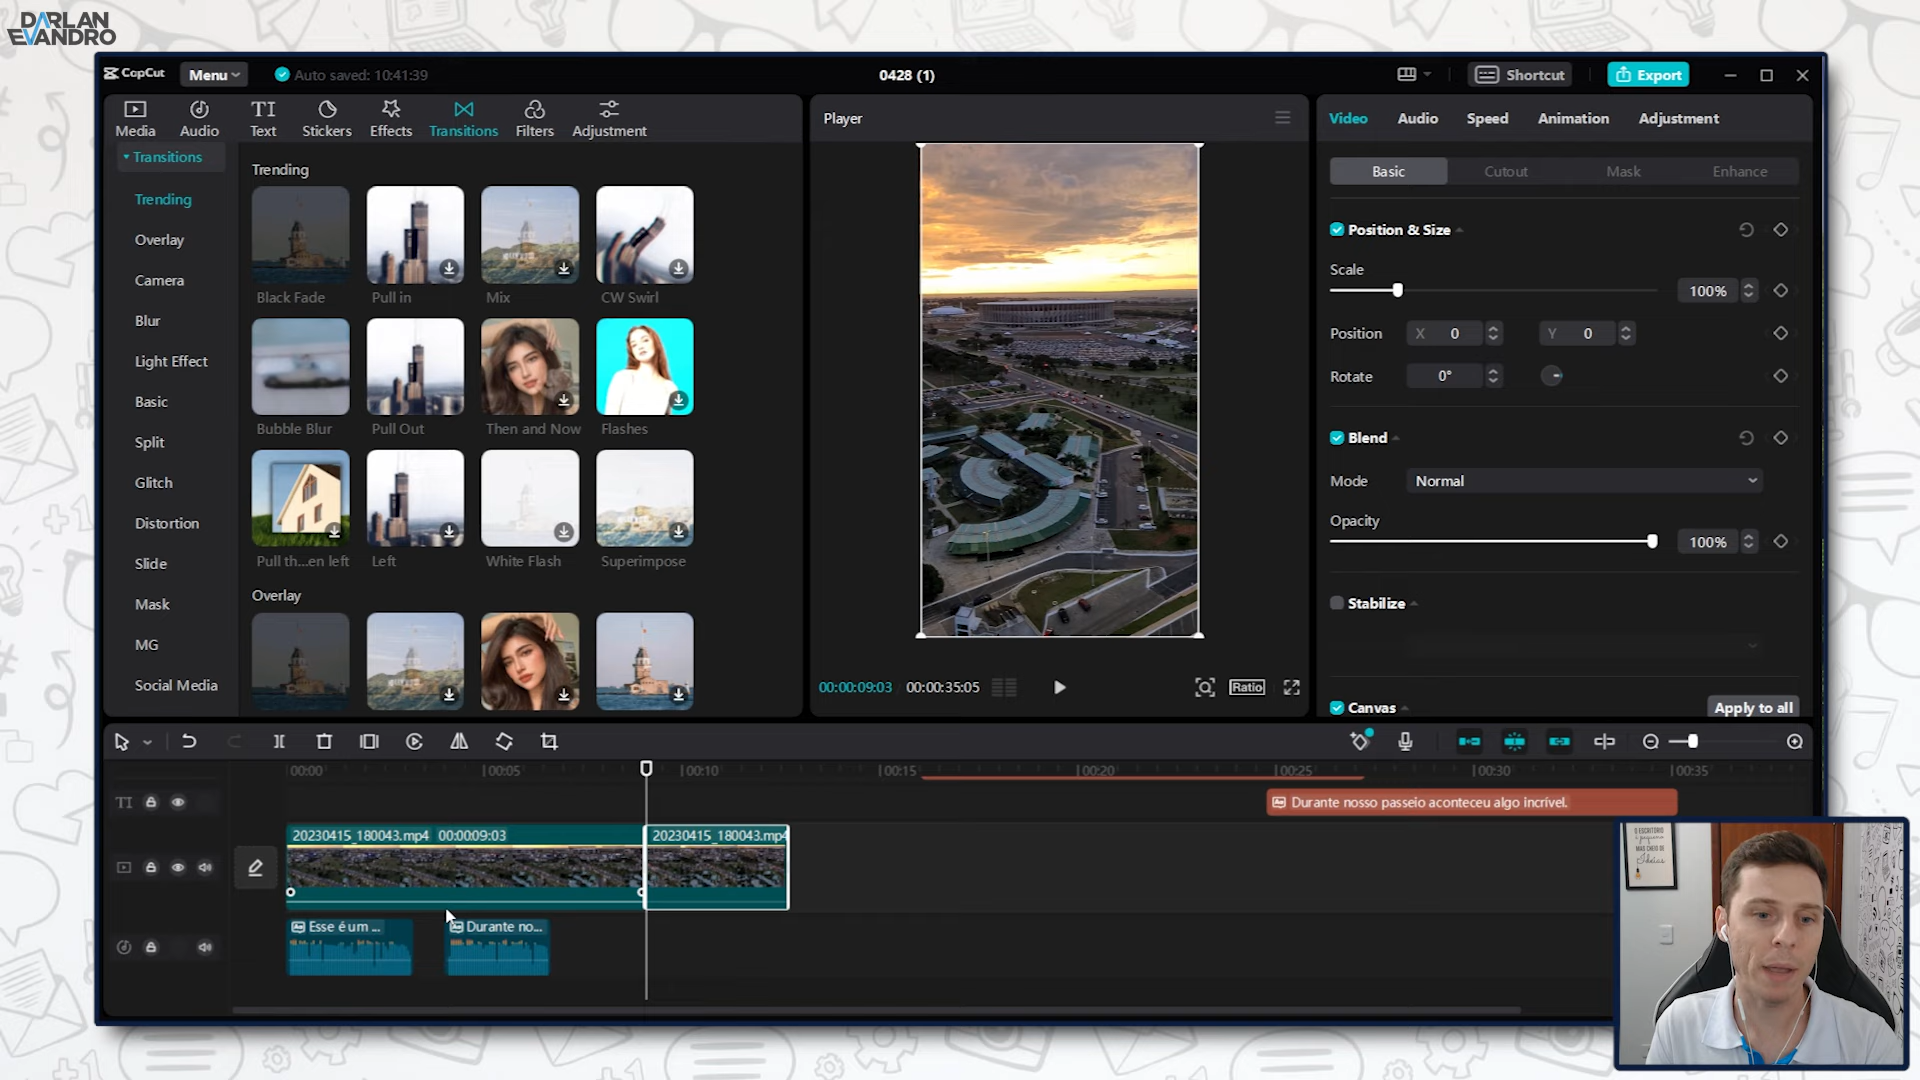 DARLAN
EVANDRO
CapCut
Menu
Auto saved: 10:41:39
0428 (1)
Shortcut
Export
Media
Audio
Text
Stickers
Effects
Transitions
Filters
Adjustment
Transitions
Trending
Overlay
Camera
Blur
Light Effect
Basic
Split
Glitch
Distortion
Slide
Mask
MG
Social Media
Trending
Black Fade
Pull in
Mix
CW Swirl
Bubble Blur
Pull Out
Then and Now
Flashes
Pull th...en left
Left
White Flash
Superimpose
Overlay
Player
00:00:09:03
00:00:35:05
Ratio
Video
Audio
Speed
Animation
Adjustment
Basic
Cutout
Mask
Enhance
Position & Size
Scale
100%
Position
X 0
Y 0
Rotate
0°
Blend
Mode
Normal
Opacity
100%
Stabilize
Canvas
Apply to all
00:00
00:05
00:10
00:15
00:20
00:25
00:30
00:35
TI
Durante nosso passeio aconteceu algo incrível.
20230415_180043.mp4 00:00:09:03
20230415_180043.mp4
Esse é um ...
Durante no...
O ESCRITÓRIO
É PEQUENO
MAS CHEIO DE
Ideias